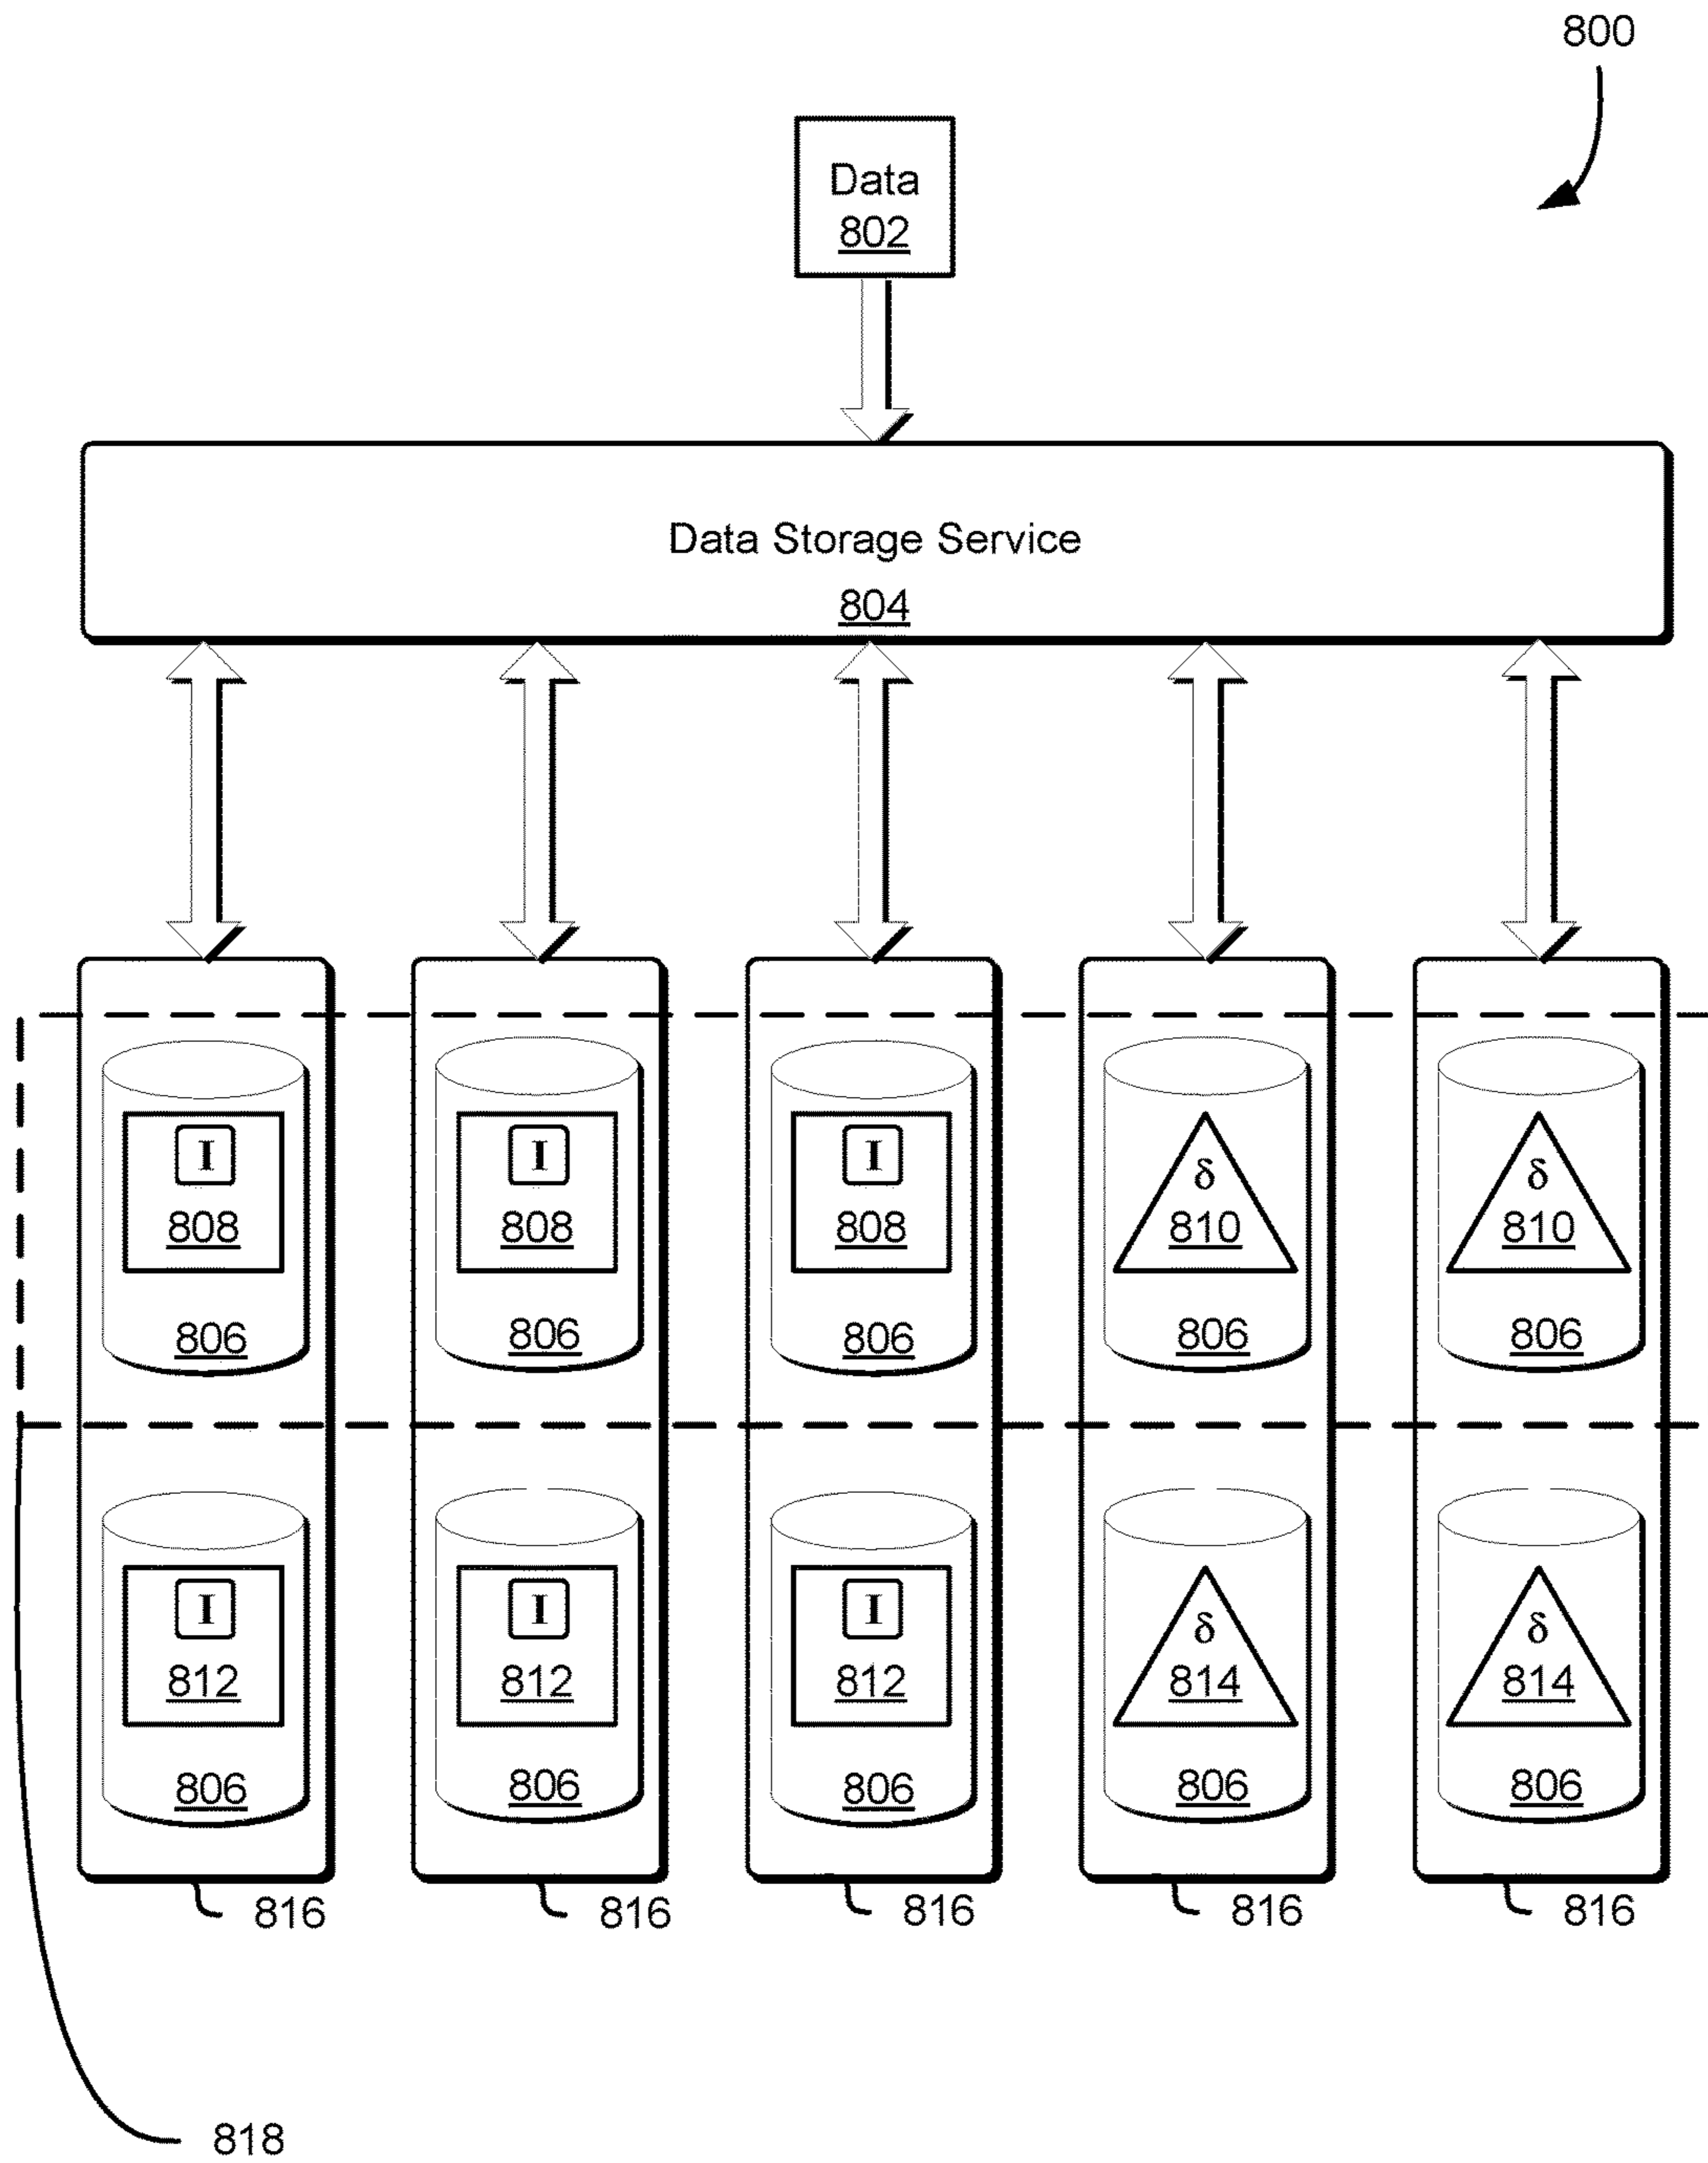 800
Data
802
Data Storage Service
804
I I I δ δ
808 808 808 810 810
806 806 806 806 806
I I I δ δ
812 812 812 814 814
806 806 806 806 806
816 816 816 816 816
818